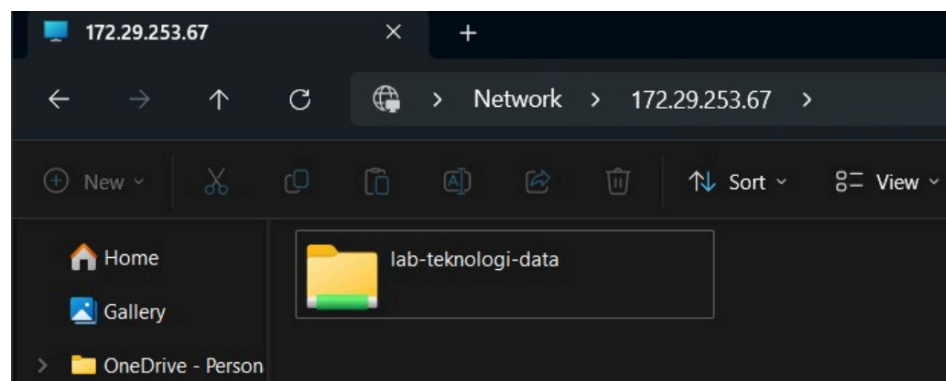 172.29.253.67
Network > 172.29.253.67 >
New Sort View
Home
lab-teknologi-data
Gallery
OneDrive - Person